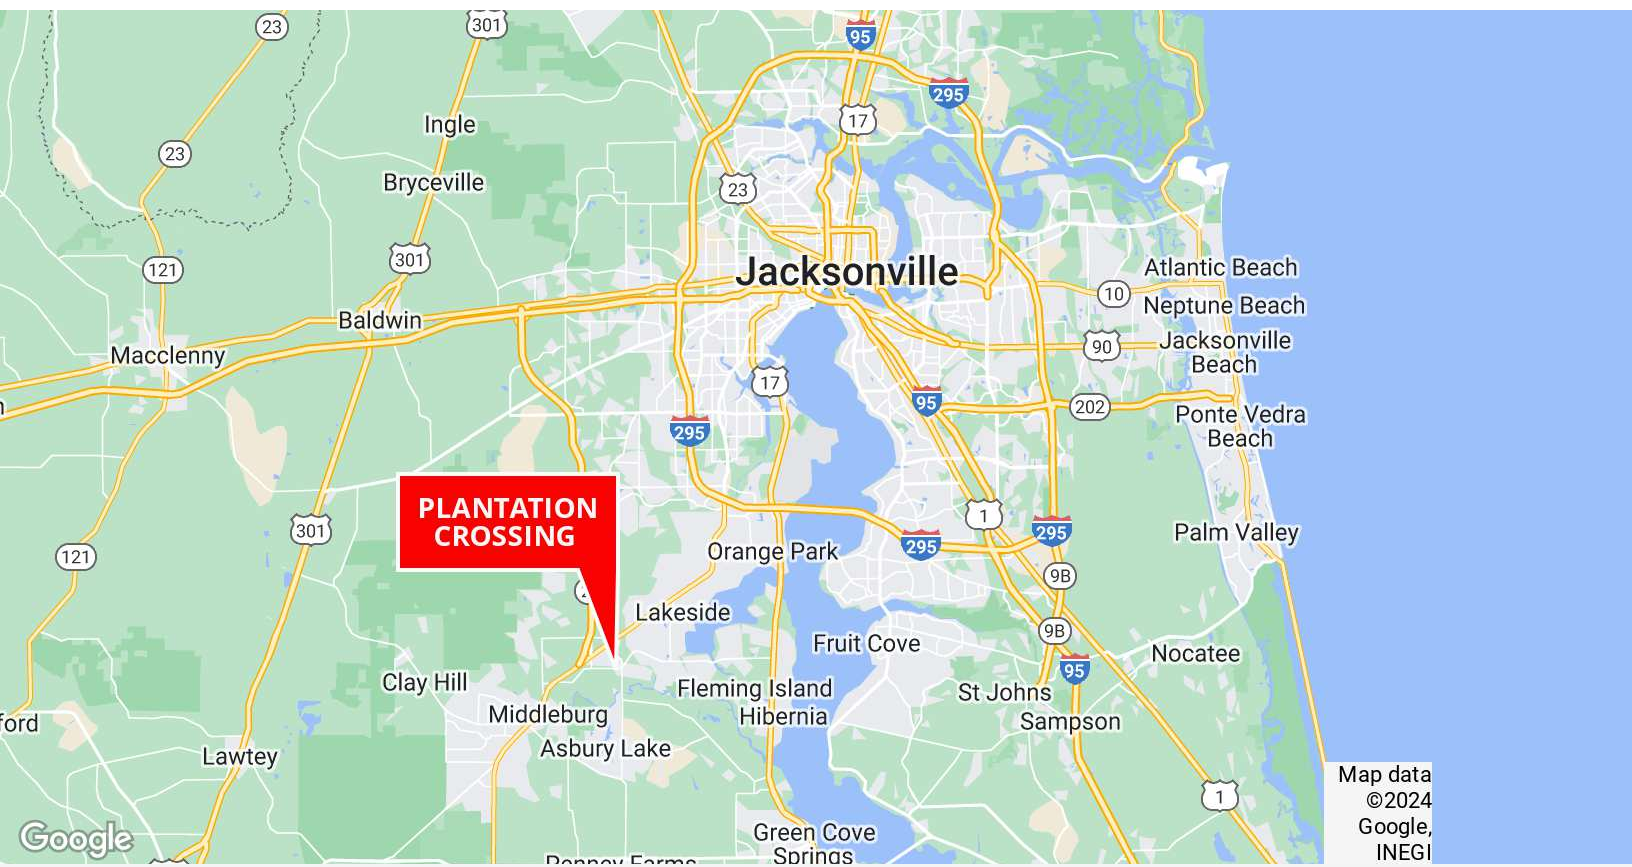 23
301
95
295
Ingle
17
23
Bryceville
23
301
121
Jacksonville
Atlantic Beach
10
Neptune Beach
Baldwin
Macclenny
90
Jacksonville
Beach
17
95
202
Ponte Vedra
Beach
295
PLANTATION
CROSSING
1
301
295
Palm Valley
121
Orange Park
295
9B
Lakeside
9B
Fruit Cove
Nocatee
95
Clay Hill
Fleming Island
St Johns
Middleburg
Hibernia
Sampson
ford
Asbury Lake
Lawtey
Map data
©2024
Google,
INEGI
1
Google
Green Cove
Springs
Penney Farms